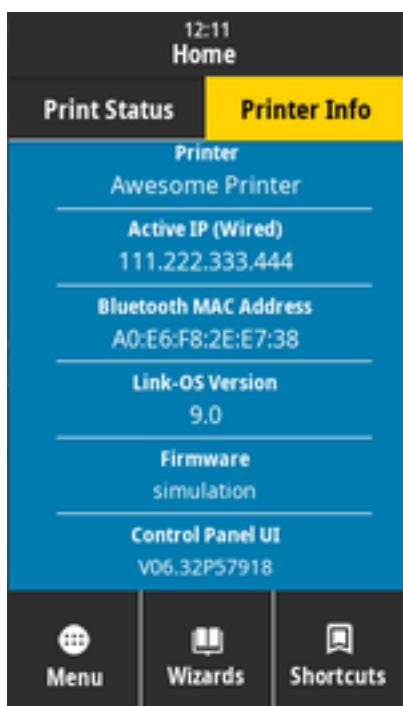 12:11
Home
Print Status
Printer Info
Printer
Awesome Printer
Active IP (Wired)
111.222.333.444
Bluetooth MAC Address
A0:E6:F8:2E:E7:38
Link-OS Version
9.0
Firmware
simulation
Control Panel UI
V06.32P57918
Menu
Wizards
Shortcuts